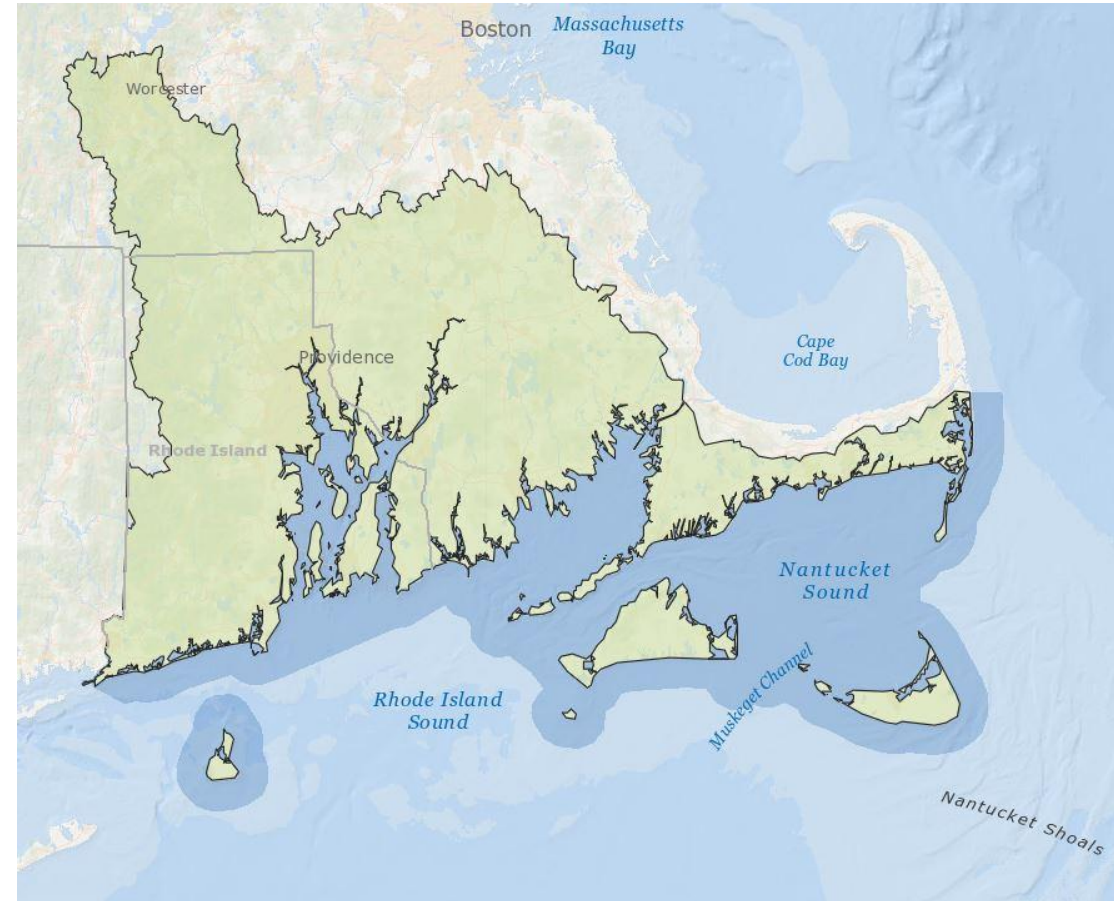 Boston
Massachusetts
Bay
Worcester
Cape
Cod Bay
Providence
Rhode Island
Nantucket
Sound
Rhode Island
Sound
Muskeget Channel
Nantucket Shoals